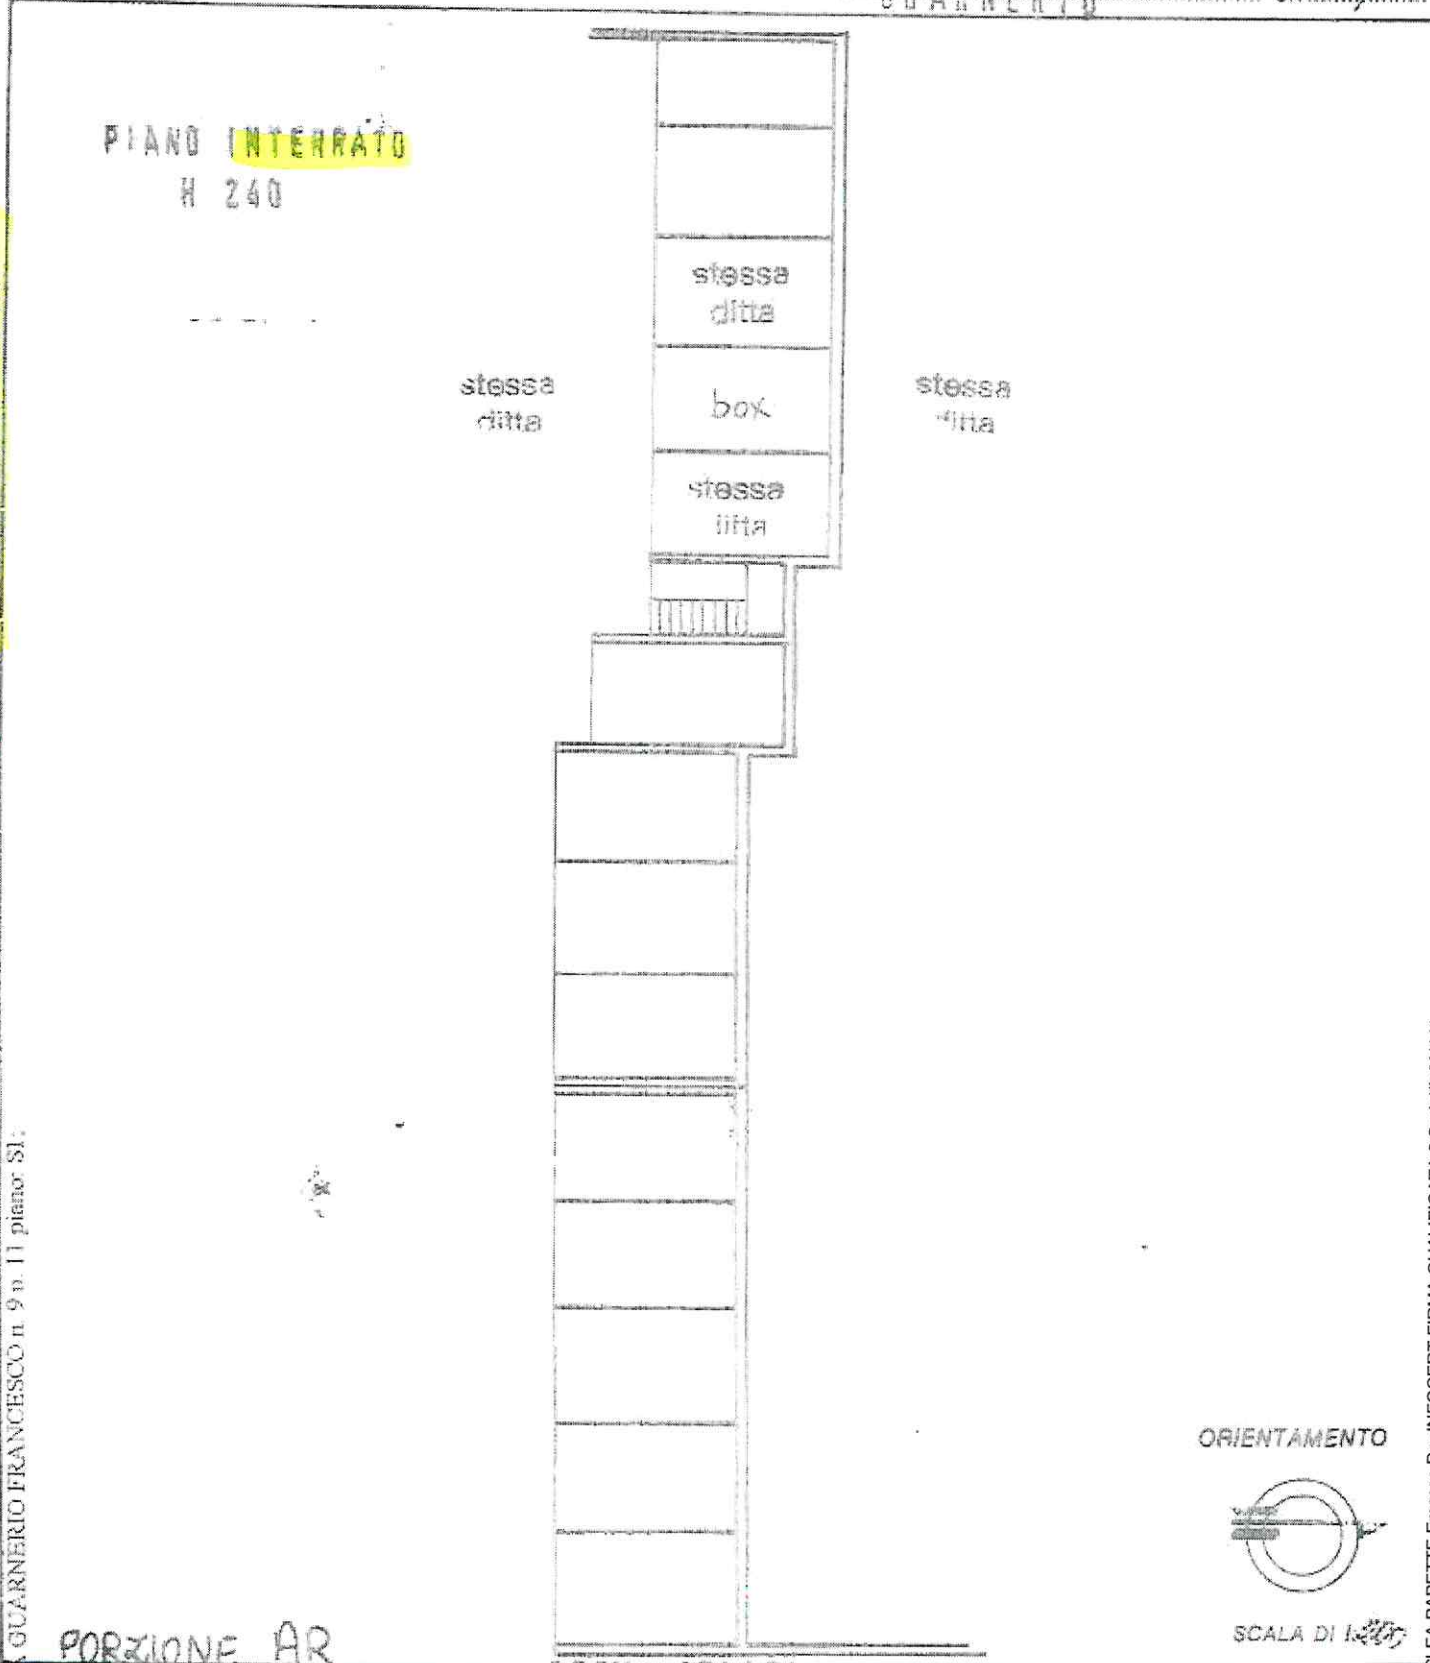 PIANO INTERRATO
H 240
stessa
ditta
stessa
ditta
box
stessa
ditta
stessa
ditta
ORIENTAMENTO
SCALA DI
PORZIONE AR
GUARNERIO FRANCESCO n. 9 n. 11 piano: S1;